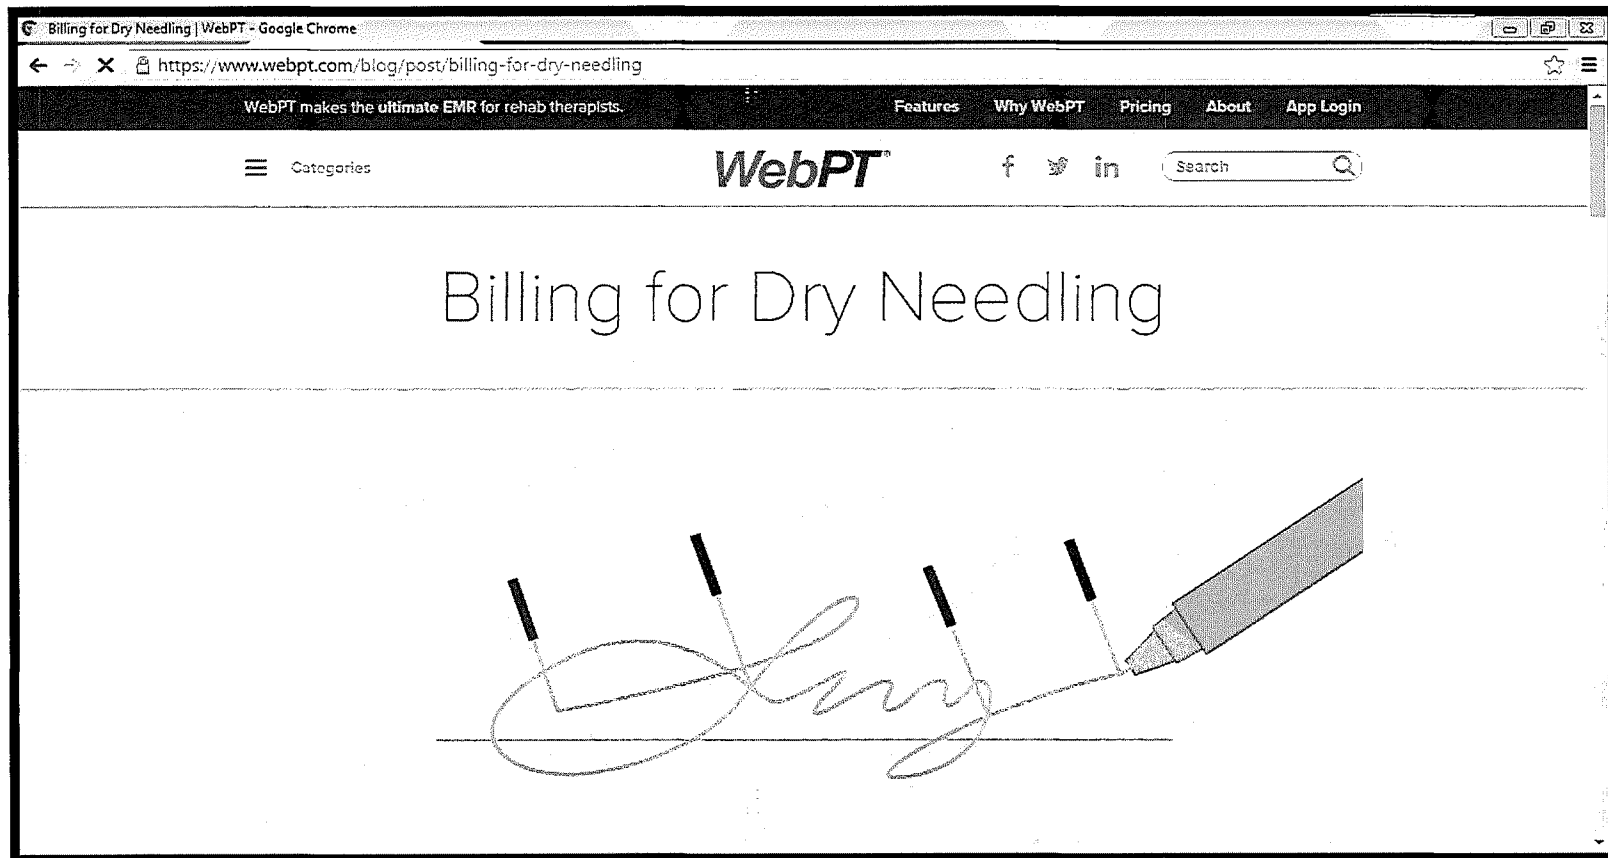 Billing for Dry Needling | WebPT - Google Chrome
https://www.webpt.com/blog/post/billing-for-dry-needling
WebPT makes the ultimate EMR for rehab therapists. Features Why WebPT Pricing About App Login
Categories WebPT® f in Search
Billing for Dry Needling